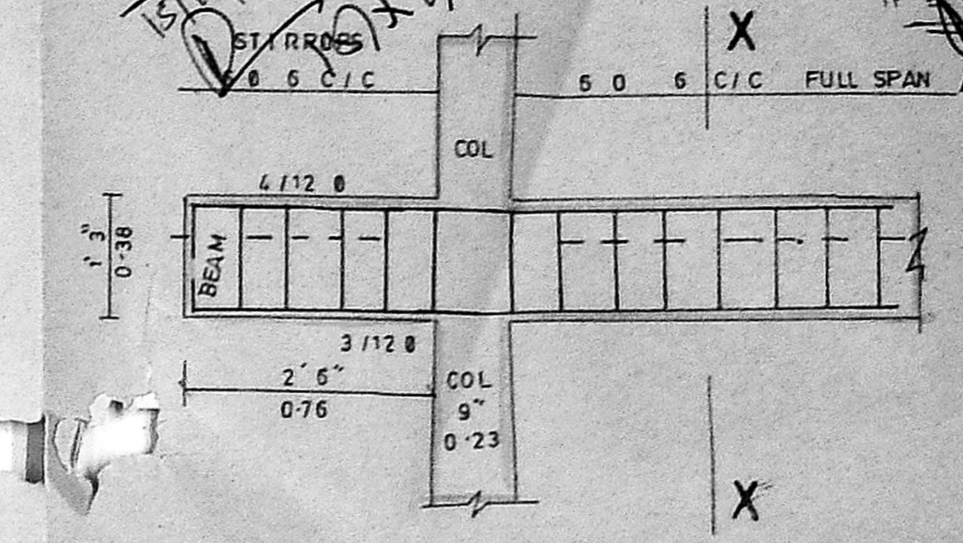 X
STIRROBS
6 0 6 C/C
6 0 6 C/C FULL SPAN
COL
4/12 0
1' 3"
0·38
BEAM
3/12 0
2' 6"
0·76
COL
9"
0·23
X